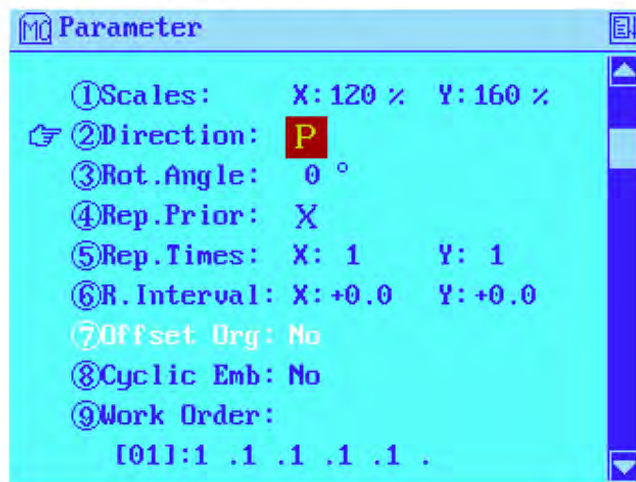 MC Parameter
①Scales: X:120 % Y:160 %
②Direction: P
③Rot.Angle: 0 °
④Rep.Prior: X
⑤Rep.Times: X: 1 Y: 1
⑥R.Interval: X:+0.0 Y:+0.0
⑦Offset Org: No
⑧Cyclic Emb: No
⑨Work Order:
[01]:1 .1 .1 .1 .1 .